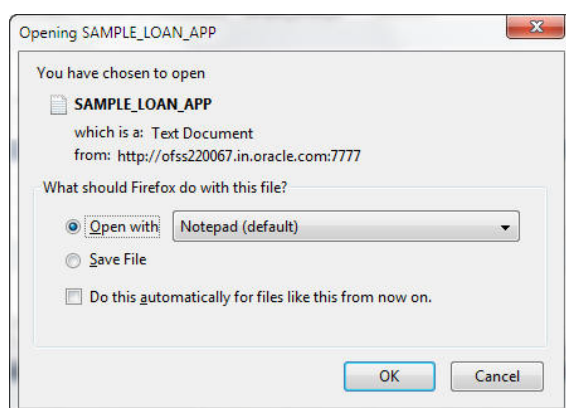 Opening SAMPLE_LOAN_APP
You have chosen to open
SAMPLE_LOAN_APP
which is a: Text Document
from: http://ofss220067.in.oracle.com:7777
What should Firefox do with this file?
Open with Notepad (default)
Save File
Do this automatically for files like this from now on.
OK Cancel